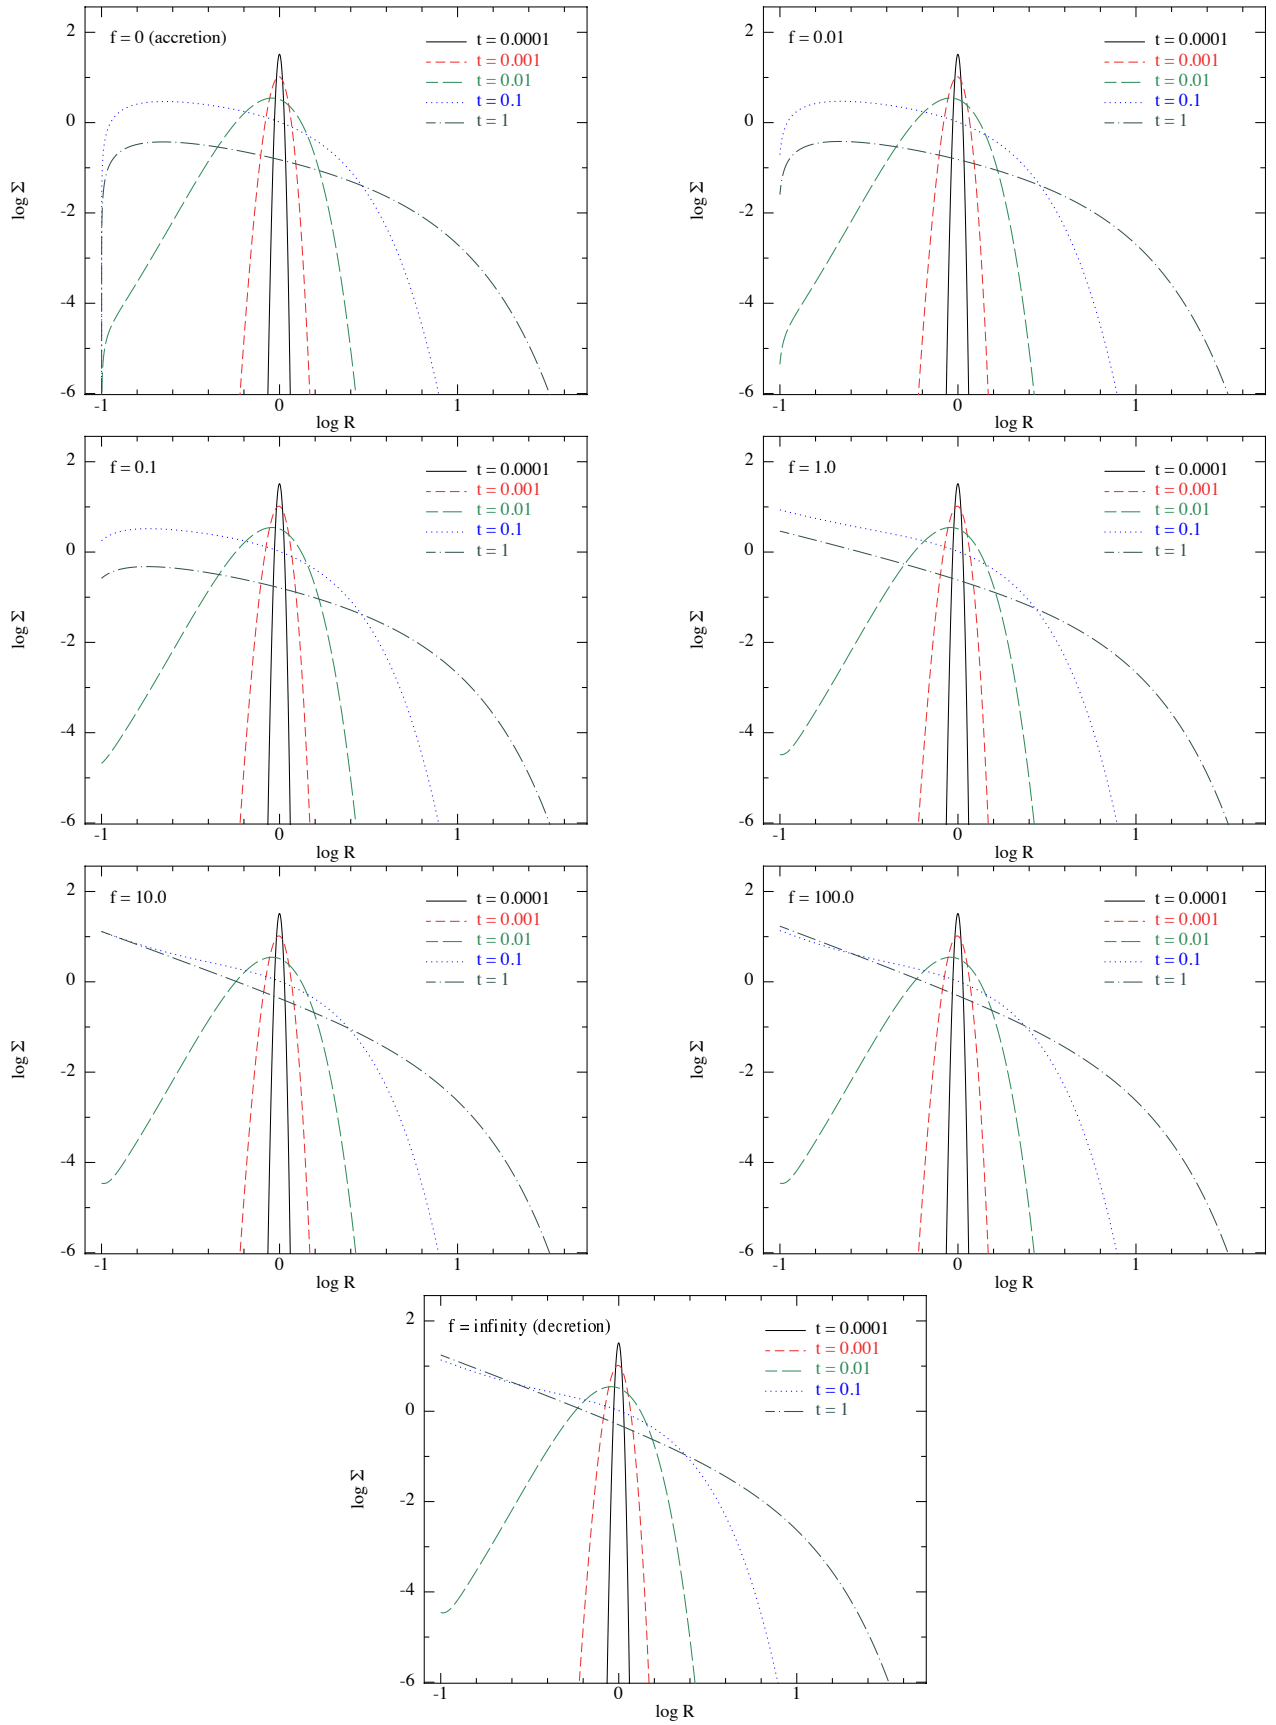 f = 0 (accretion)
t = 0.0001
t = 0.001
t = 0.01
t = 0.1
t = 1
2
0
-2
-4
-6
log Σ
-1 0 1
log R
f = 0.01
t = 0.0001
t = 0.001
t = 0.01
t = 0.1
t = 1
2
0
-2
-4
-6
log Σ
-1 0 1
log R
f = 0.1
t = 0.0001
t = 0.001
t = 0.01
t = 0.1
t = 1
2
0
-2
-4
-6
log Σ
-1 0 1
log R
f = 1.0
t = 0.0001
t = 0.001
t = 0.01
t = 0.1
t = 1
2
0
-2
-4
-6
log Σ
-1 0 1
log R
f = 10.0
t = 0.0001
t = 0.001
t = 0.01
t = 0.1
t = 1
2
0
-2
-4
-6
log Σ
-1 0 1
log R
f = 100.0
t = 0.0001
t = 0.001
t = 0.01
t = 0.1
t = 1
2
0
-2
-4
-6
log Σ
-1 0 1
log R
f = infinity (decretion)
t = 0.0001
t = 0.001
t = 0.01
t = 0.1
t = 1
2
0
-2
-4
-6
log Σ
-1 0 1
log R